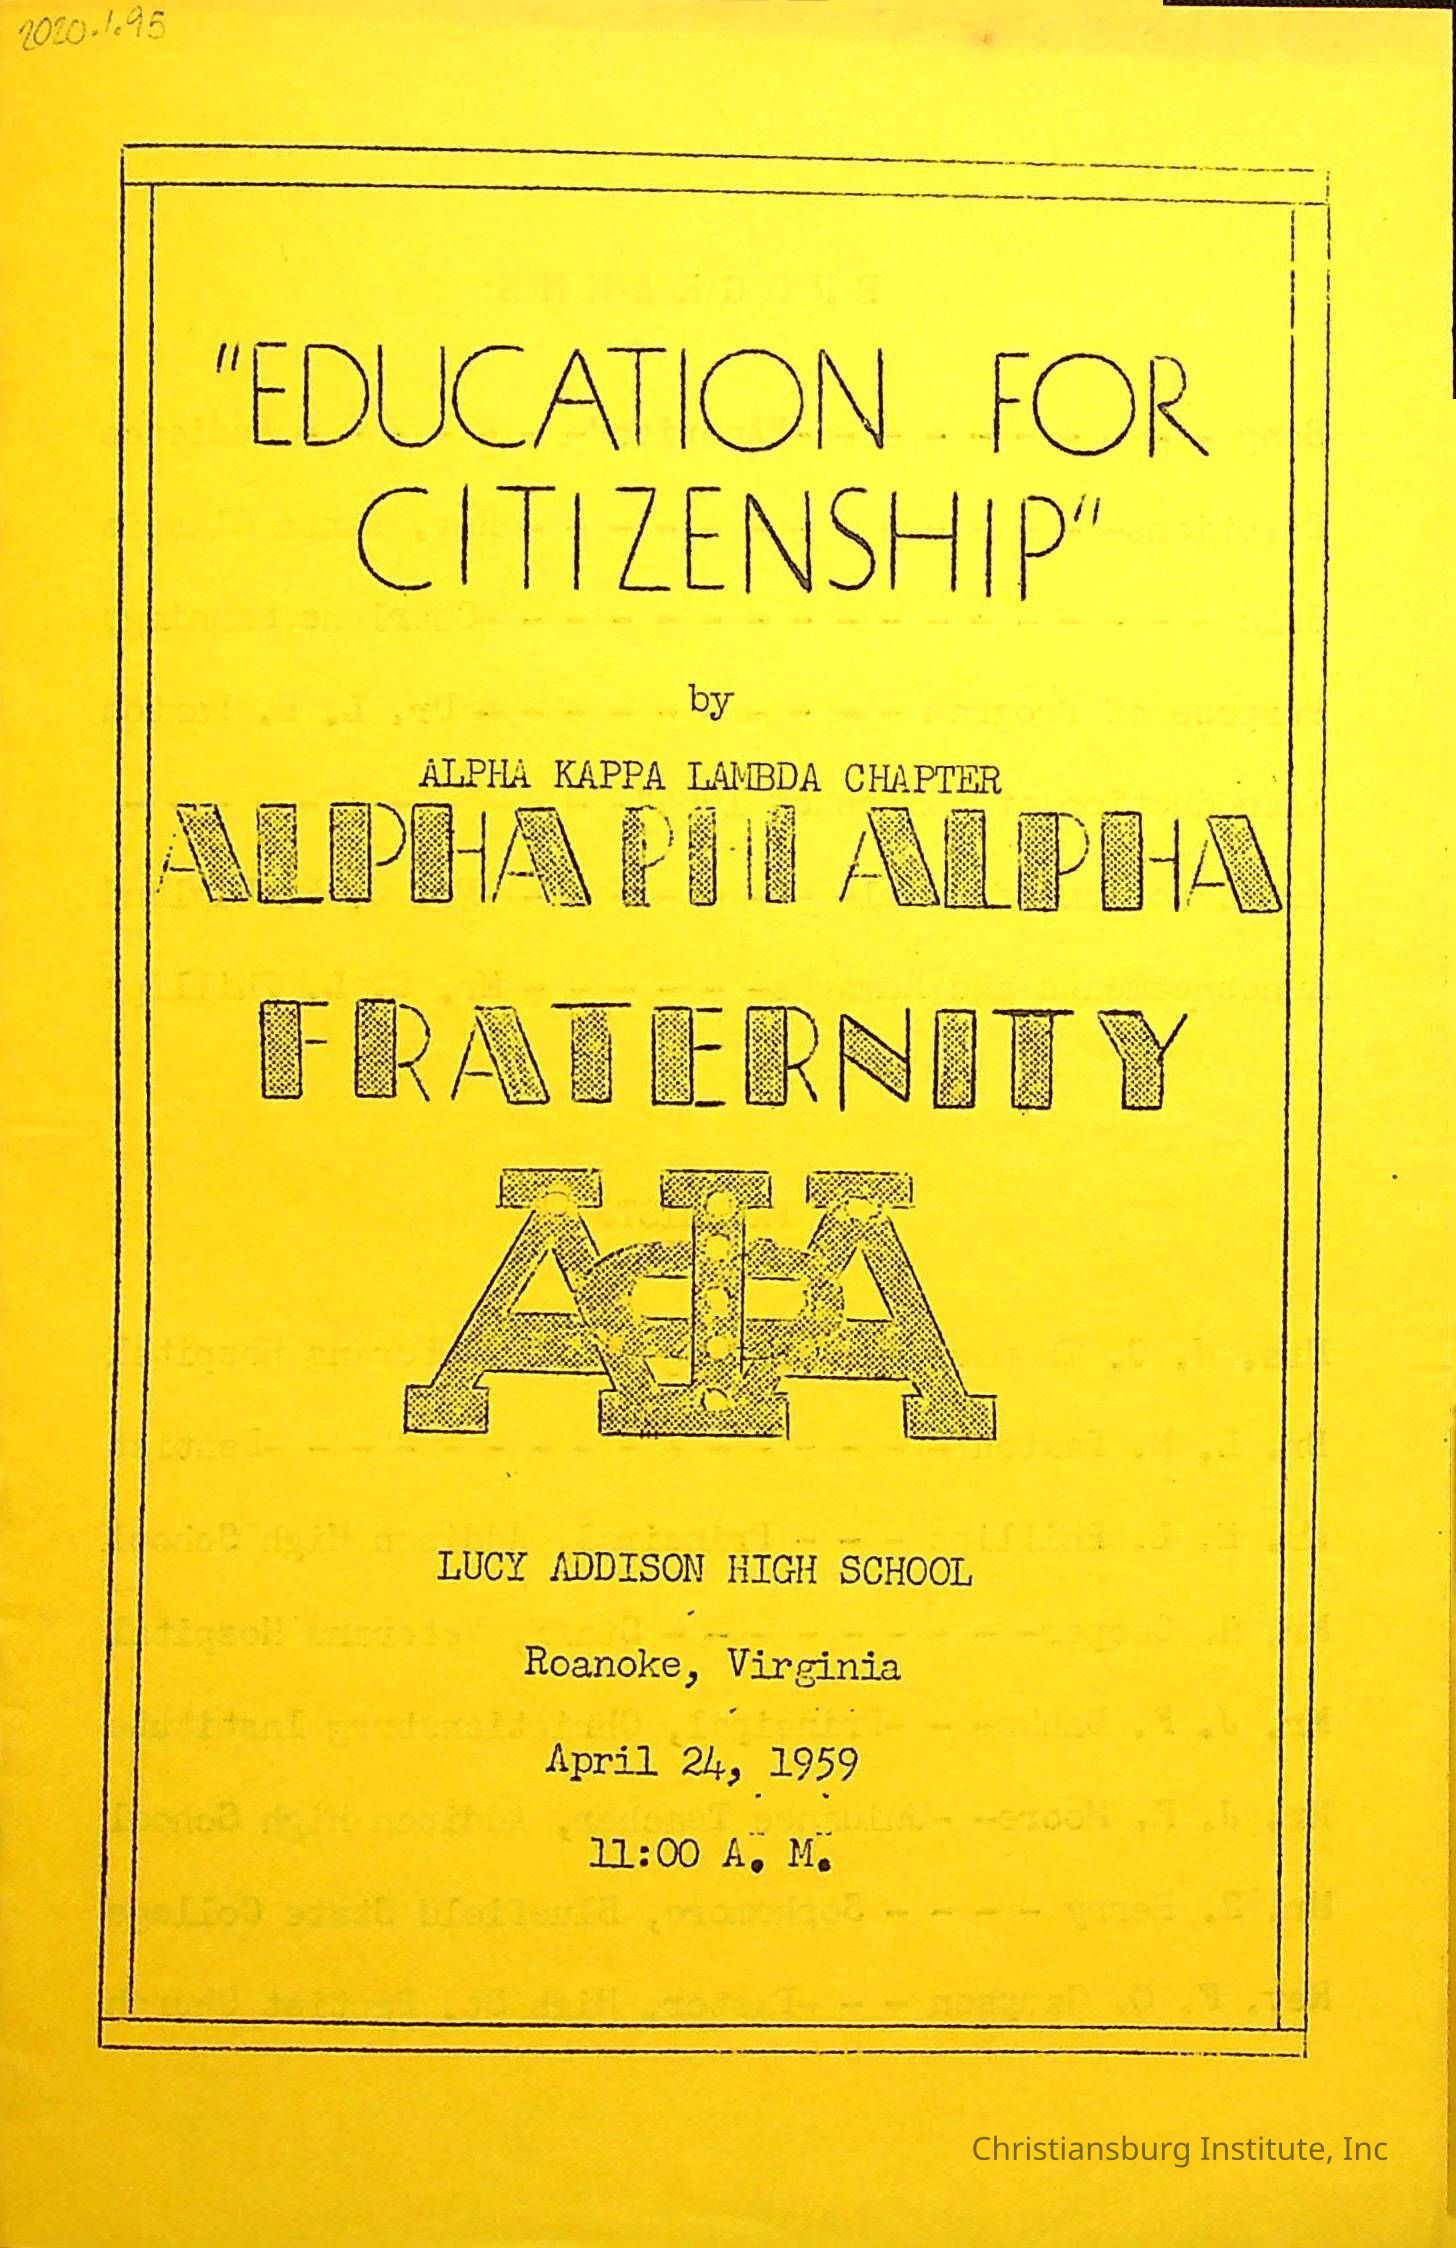 2020.1.95
"EDUCATION FOR
CITIZENSHIP"
by
ALPHA KAPPA LAMBDA CHAPTER
ALPHA PHI ALPHA
FRATERNITY
ΑΦΑ
LUCY ADDISON HIGH SCHOOL
Roanoke, Virginia
April 24, 1959
11:00 A. M.
Christiansburg Institute, Inc